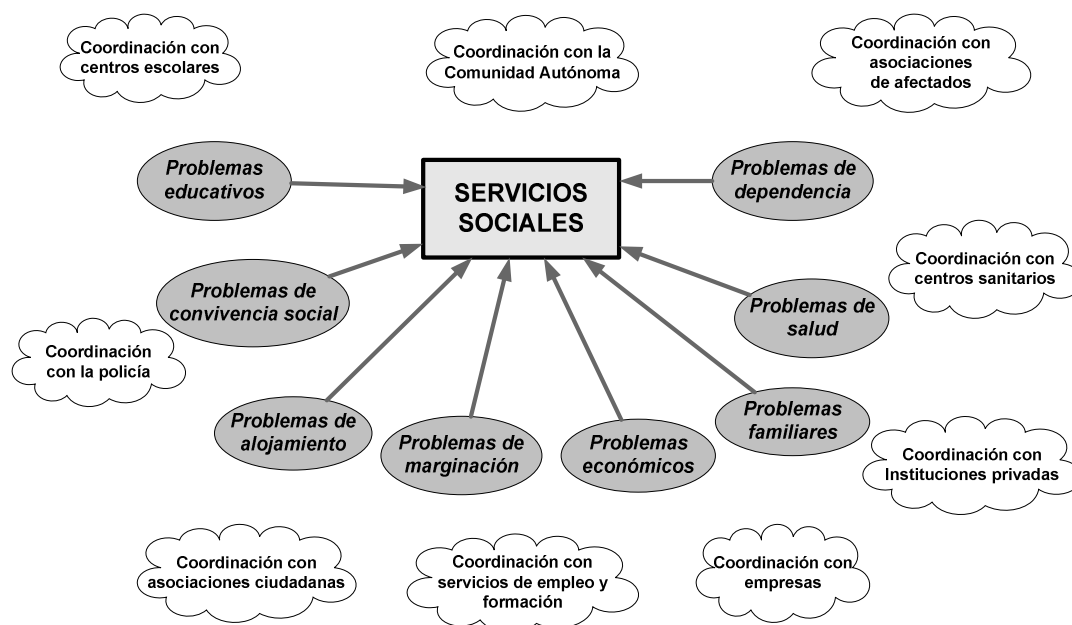 Coordinación con
centros escolares
Coordinación con la
Comunidad Autónoma
Coordinación con
asociaciones
de afectados
Problemas
educativos
SERVICIOS
SOCIALES
Problemas de
dependencia
Problemas de
convivencia social
Coordinación con
centros sanitarios
Problemas de
salud
Coordinación
con la policía
Problemas de
alojamiento
Problemas de
marginación
Problemas
económicos
Problemas
familiares
Coordinación con
Instituciones privadas
Coordinación con
asociaciones ciudadanas
Coordinación con
servicios de empleo y
formación
Coordinación con
empresas